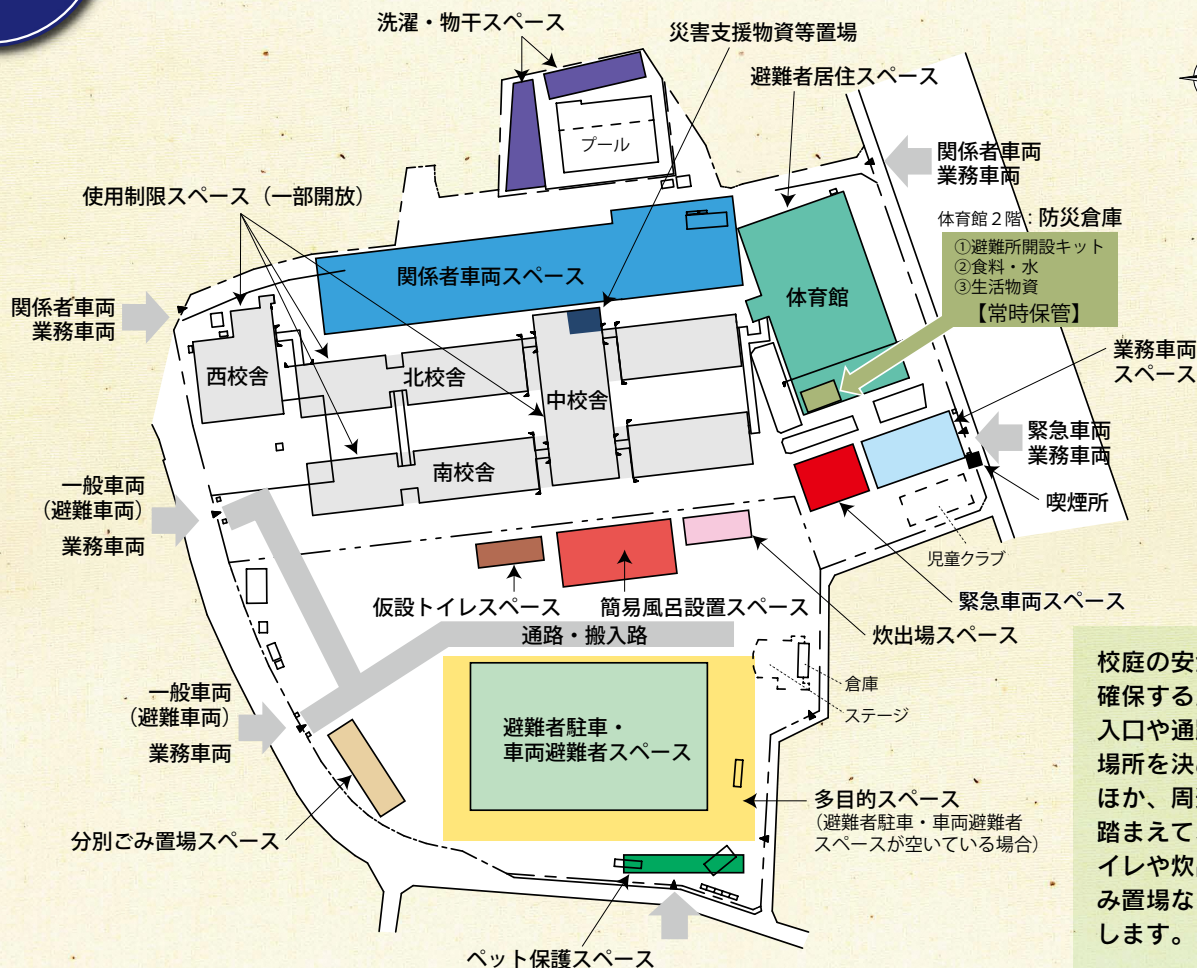 洗濯・物干スペース
災害支援物資等置場
避難者居住スペース
プール
関係者車両
業務車両
使用制限スペース（一部開放）
体育館２階：防災倉庫
①避難所開設キット
②食料・水
③生活物資
【常時保管】
関係者車両スペース
体育館
関係者車両
業務車両
業務車両
スペース
西校舎
北校舎
中校舎
南校舎
緊急車両
業務車両
喫煙所
一般車両
（避難車両）
業務車両
児童クラブ
緊急車両スペース
仮設トイレスペース
簡易風呂設置スペース
炊出場スペース
通路・搬入路
倉庫
ステージ
一般車両
（避難車両）
業務車両
避難者駐車・
車両避難者スペース
多目的スペース
（避難者駐車・車両避難者
スペースが空いている場合）
分別ごみ置場スペース
ペット保護スペース
校庭の安
確保する
入口や通
場所を決
ほか、周
踏まえて
イレや炊
み置場な
します。